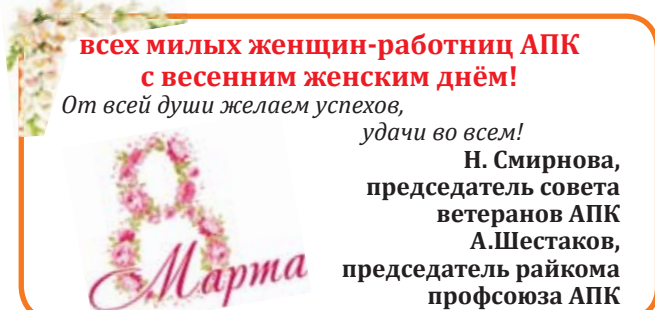 всех милых женщин-работниц АПК
с весенним женским днём!
От всей души желаем успехов,
удачи во всем!
Н. Смирнова,
председатель совета
ветеранов АПК
А.Шестаков,
председатель райкома
профсоюза АПК
8 Марта